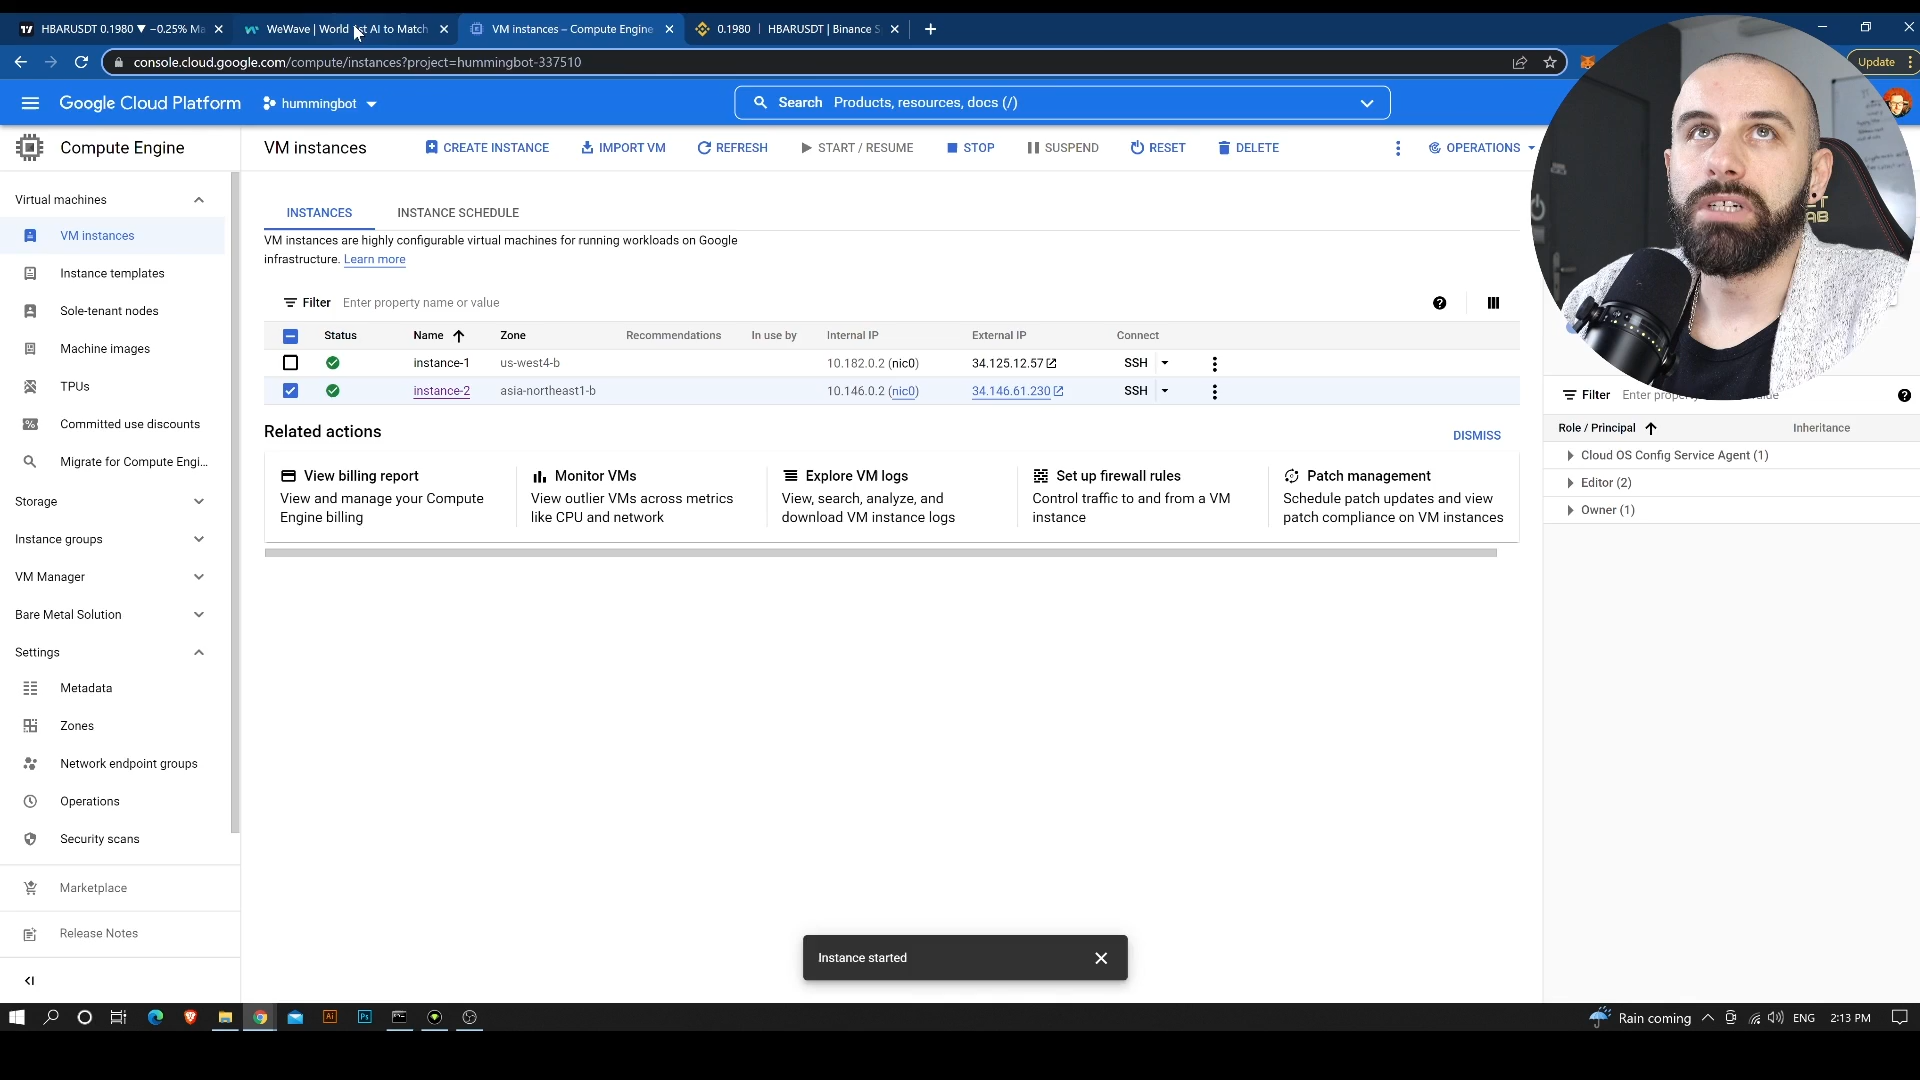 HBARUSDT 0.1980 ▼ −0.25% Ma
WeWave | World 1st AI to Match
VM instances – Compute Engine
0.1980 | HBARUSDT | Binance S
console.cloud.google.com/compute/instances?project=hummingbot-337510
Update
Google Cloud Platform
hummingbot
Search Products, resources, docs (/)
Compute Engine
VM instances
CREATE INSTANCE
IMPORT VM
REFRESH
START / RESUME
STOP
SUSPEND
RESET
DELETE
OPERATIONS
Virtual machines
VM instances
Instance templates
Sole-tenant nodes
Machine images
TPUs
Committed use discounts
Migrate for Compute Engi...
Storage
Instance groups
VM Manager
Bare Metal Solution
Settings
Metadata
Zones
Network endpoint groups
Operations
Security scans
Marketplace
Release Notes
INSTANCES
INSTANCE SCHEDULE
VM instances are highly configurable virtual machines for running workloads on Google
infrastructure. Learn more
Filter Enter property name or value
Status Name Zone Recommendations In use by Internal IP External IP Connect
instance-1 us-west4-b 10.182.0.2 (nic0) 34.125.12.57 SSH
instance-2 asia-northeast1-b 10.146.0.2 (nic0) 34.146.61.230 SSH
Related actions
DISMISS
View billing report
View and manage your Compute
Engine billing
Monitor VMs
View outlier VMs across metrics
like CPU and network
Explore VM logs
View, search, analyze, and
download VM instance logs
Set up firewall rules
Control traffic to and from a VM
instance
Patch management
Schedule patch updates and view
patch compliance on VM instances
Filter Enter
Role / Principal Inheritance
Cloud OS Config Service Agent (1)
Editor (2)
Owner (1)
Instance started
Rain coming
ENG
2:13 PM